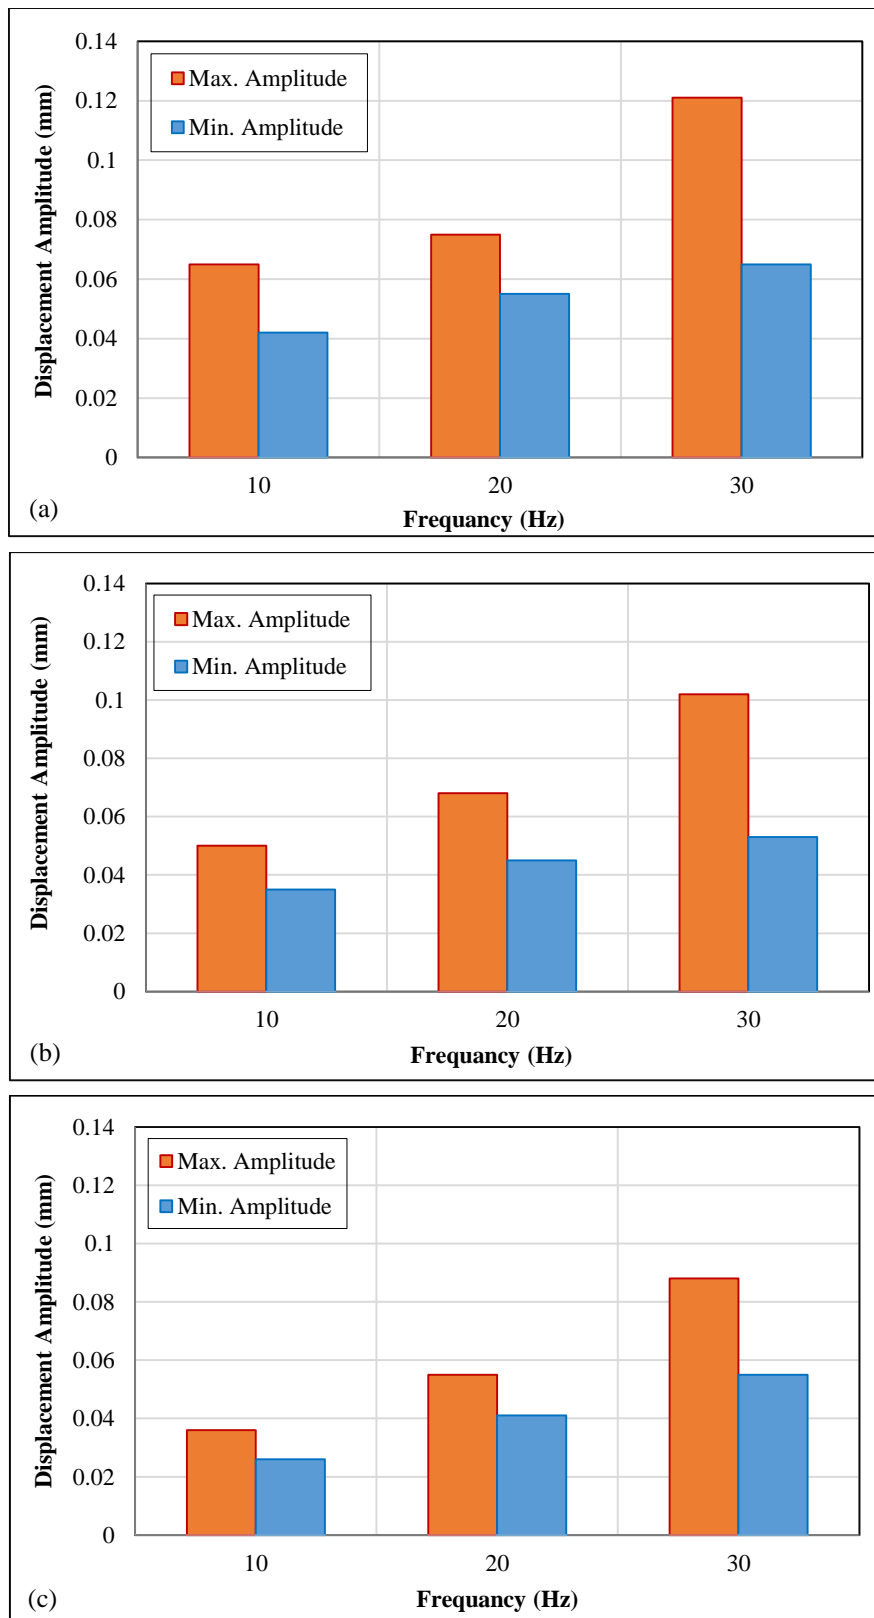 0.14
0.12
0.1
0.08
0.06
0.04
0.02
0
Displacement Amplitude (mm)
Max. Amplitude
Min. Amplitude
10 20 30
Frequancy (Hz)
(a)
0.14
0.12
0.1
0.08
0.06
0.04
0.02
0
Displacement Amplitude (mm)
Max. Amplitude
Min. Amplitude
10 20 30
Frequancy (Hz)
(b)
0.14
0.12
0.1
0.08
0.06
0.04
0.02
0
Displacement Amplitude (mm)
Max. Amplitude
Min. Amplitude
10 20 30
Frequancy (Hz)
(c)